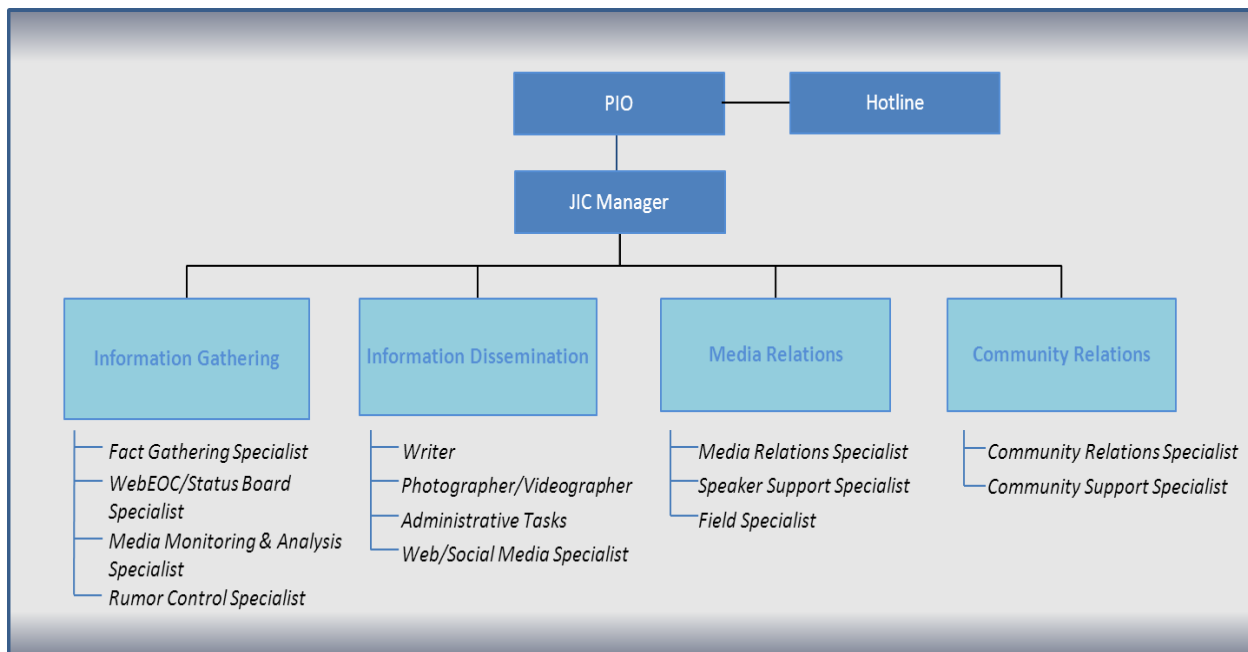 PIO
Hotline
JIC Manager
Information Gathering
Information Dissemination
Media Relations
Community Relations
Fact Gathering Specialist
WebEOC/Status Board
Specialist
Media Monitoring & Analysis
Specialist
Rumor Control Specialist
Writer
Photographer/Videographer
Administrative Tasks
Web/Social Media Specialist
Media Relations Specialist
Speaker Support Specialist
Field Specialist
Community Relations Specialist
Community Support Specialist